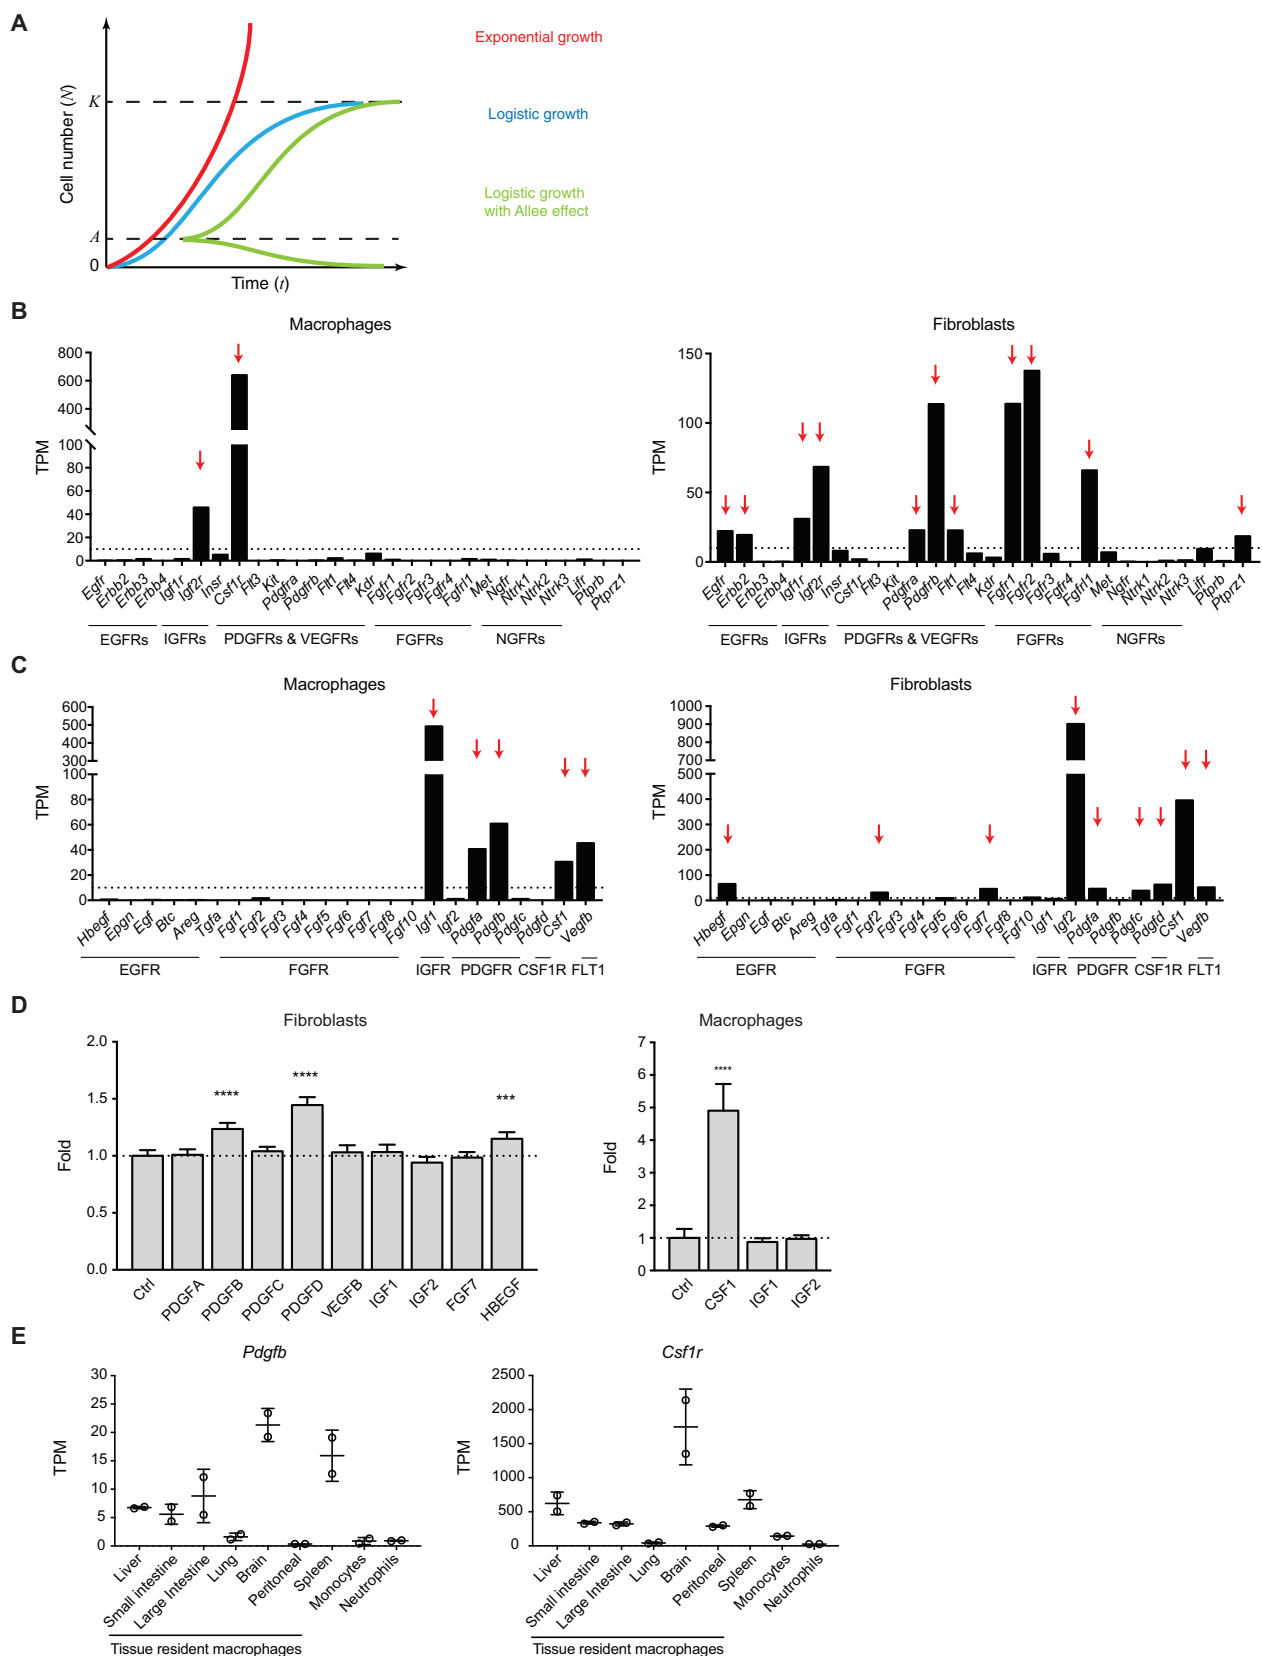 A
Exponential growth
Logistic growth
Logistic growth
with Allee effect
Cell number (N)
K
A
0
Time (t)
B
Macrophages
TPM
800
600
400
100
80
60
40
20
0
Egfr
Erbb2
Erbb3
Erbb4
Igf1r
Igf2r
Insr
Csf1r
Flt3
Kit
Pdgfra
Pdgfrb
Flt1
Flt4
Kdr
Fgfr1
Fgfr2
Fgfr3
Fgfr4
Fgfrl1
Met
Ngfr
Ntrk1
Ntrk2
Ntrk3
Lifr
Ptprb
Ptprz1
EGFRs IGFRs PDGFRs & VEGFRs FGFRs NGFRs
Fibroblasts
TPM
150
100
50
0
Egfr
Erbb2
Erbb3
Erbb4
Igf1r
Igf2r
Insr
Csf1r
Flt3
Kit
Pdgfra
Pdgfrb
Flt1
Flt4
Kdr
Fgfr1
Fgfr2
Fgfr3
Fgfr4
Fgfrl1
Met
Ngfr
Ntrk1
Ntrk2
Ntrk3
Lifr
Ptprb
Ptprz1
EGFRs IGFRs PDGFRs & VEGFRs FGFRs NGFRs
C
Macrophages
TPM
600
500
400
300
100
80
60
40
20
0
Hbegf
Epgn
Egf
Btc
Areg
Tgfa
Fgf1
Fgf2
Fgf3
Fgf4
Fgf5
Fgf6
Fgf7
Fgf8
Fgf10
Igf1
Igf2
Pdgfa
Pdgfb
Pdgfc
Pdgfd
Csf1
Vegfb
EGFR FGFR IGFR PDGFR CSF1R FLT1
Fibroblasts
TPM
1000
900
800
700
500
400
300
200
100
0
Hbegf
Epgn
Egf
Btc
Areg
Tgfa
Fgf1
Fgf2
Fgf3
Fgf4
Fgf5
Fgf6
Fgf7
Fgf8
Fgf10
Igf1
Igf2
Pdgfa
Pdgfb
Pdgfc
Pdgfd
Csf1
Vegfb
EGFR FGFR IGFR PDGFR CSF1R FLT1
D
Fibroblasts
Fold
2.0
1.5
1.0
0.5
0.0
****
****
***
Ctrl
PDGFA
PDGFB
PDGFC
PDGFD
VEGFB
IGF1
IGF2
FGF7
HBEGF
Macrophages
Fold
7
6
5
4
3
2
1
0
****
Ctrl
CSF1
IGF1
IGF2
E
Pdgfb
TPM
30
25
20
15
10
5
0
Liver
Small intestine
Large Intestine
Lung
Brain
Peritoneal
Spleen
Monocytes
Neutrophils
Tissue resident macrophages
Csf1r
TPM
2500
2000
1500
1000
500
0
Liver
Small intestine
Large Intestine
Lung
Brain
Peritoneal
Spleen
Monocytes
Neutrophils
Tissue resident macrophages